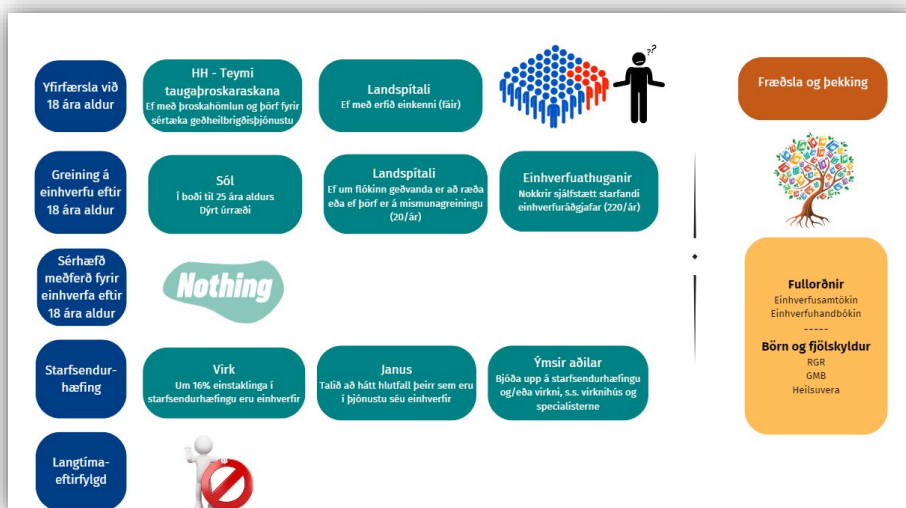 Yfirfærsla við
18 ára aldur
HH - Teymi
taugaþroskaraskana
Ef með þroskahömlun og þörf fyrir
sértæka geðheilbrigðisþjónustu
Landspítali
Ef með erfið einkenni (fáir)
??
Greining á
einhverfu eftir
18 ára aldur
Sól
Í boði til 25 ára aldurs
Dýrt úrræði
Landspítali
Ef um flókinn geðvanda er að ræða
eða ef þörf er á mismunagreiningu
(20/ár)
Einhverfuathuganir
Nokkrir sjálfstætt starfandi
einhverfuráðgjafar (220/ár)
Sérhæfð
meðferð fyrir
einhverfa eftir
18 ára aldur
Nothing
Starfsendur-
hæfing
Virk
Um 16% einstaklinga í
starfsendurhæfingu eru einhverfir
Janus
Talið að hátt hlutfall þeirr sem eru
í þjónustu séu einhverfir
Ýmsir aðilar
Bjóða upp á starfsendurhæfingu
og/eða virkni, s.s. virknihús og
specialisterne
Langtíma-
eftirfylgd
Fræðsla og þekking
Fullorðnir
Einhverfusamtökin
Einhverfuhandbókin
-----
Börn og fjölskyldur
RGR
GMB
Heilsuvera